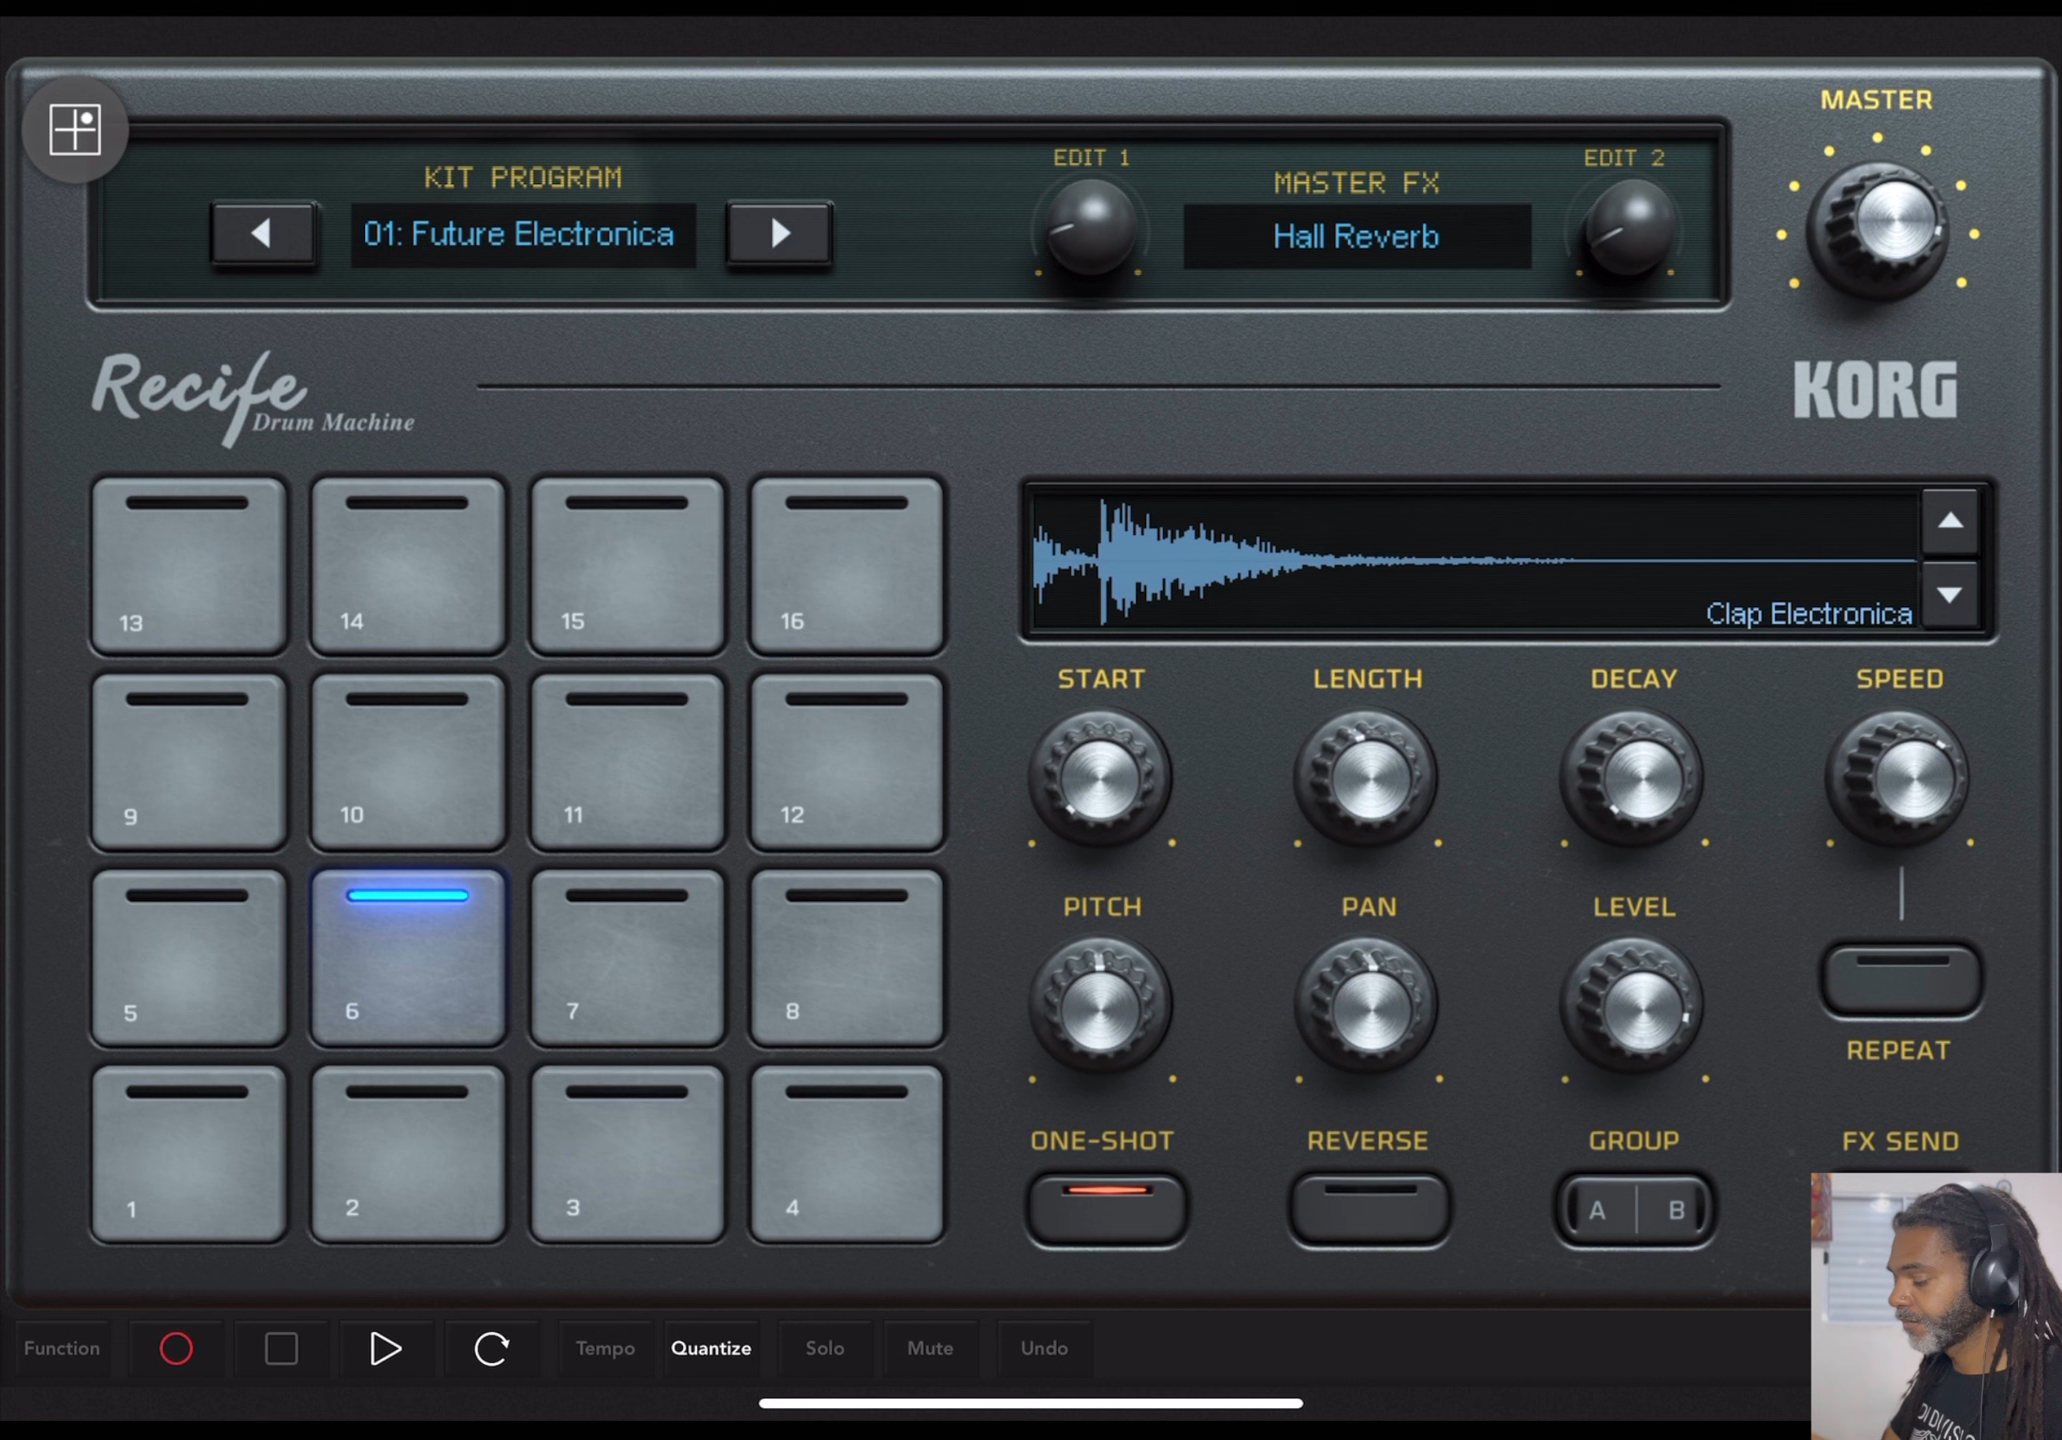 MASTER
KIT PROGRAM
01: Future Electronica
EDIT 1
MASTER FX
Hall Reverb
EDIT 2
Recife
Drum Machine
KORG
13
14
15
16
Clap Electronica
START
LENGTH
DECAY
SPEED
9
10
11
12
PITCH
PAN
LEVEL
5
6
7
8
REPEAT
1
2
3
4
ONE-SHOT
REVERSE
GROUP
FX SEND
A
B
Function
Tempo
Quantize
Solo
Mute
Undo